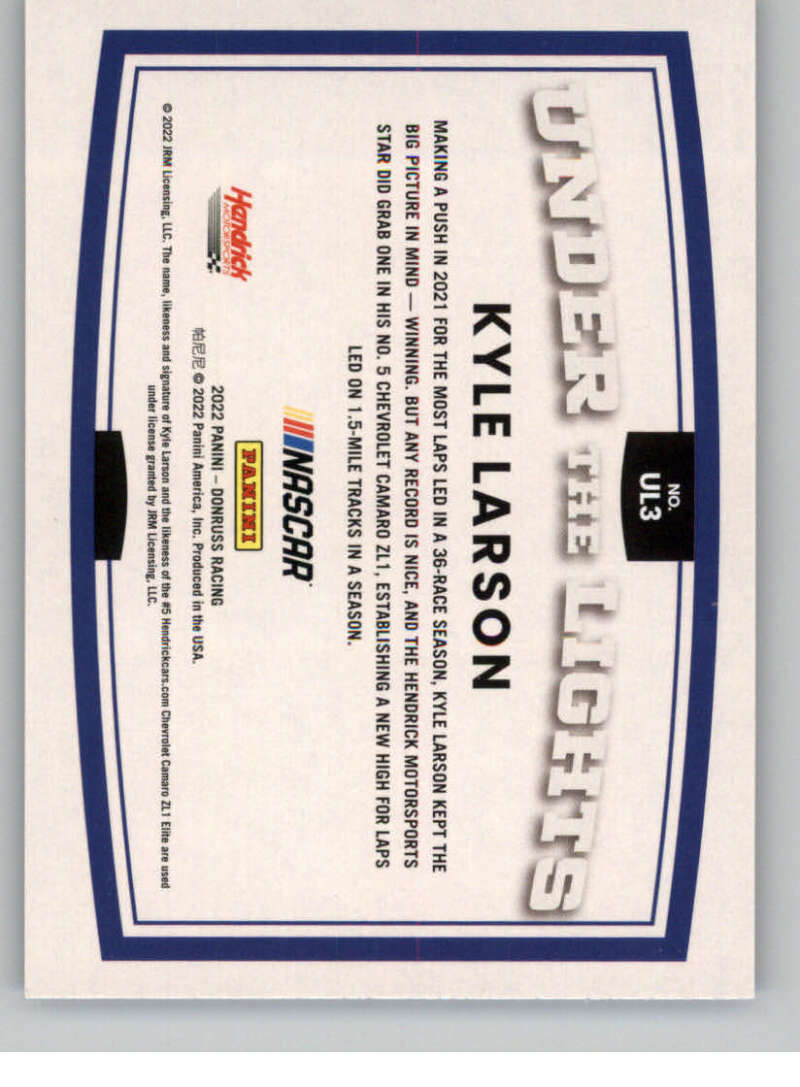 NO.
UL3
UNDER THE LIGHTS
KYLE LARSON
MAKING A PUSH IN 2021 FOR THE MOST LAPS LED IN A 36-RACE SEASON, KYLE LARSON KEPT THE
BIG PICTURE IN MIND — WINNING. BUT ANY RECORD IS NICE, AND THE HENDRICK MOTORSPORTS
STAR DID GRAB ONE IN HIS NO. 5 CHEVROLET CAMARO ZL1, ESTABLISHING A NEW HIGH FOR LAPS
LED ON 1.5-MILE TRACKS IN A SEASON.
NASCAR
Hendrick
MOTORSPORTS
PANINI
2022 PANINI – DONRUSS RACING
帕尼尼 © 2022 Panini America, Inc. Produced in the USA.
© 2022 JRM Licensing, LLC. The name, likeness and signature of Kyle Larson and the likeness of the #5 Hendrickcars.com Chevrolet Camaro ZL1 Elite are used
under license granted by JRM Licensing, LLC.